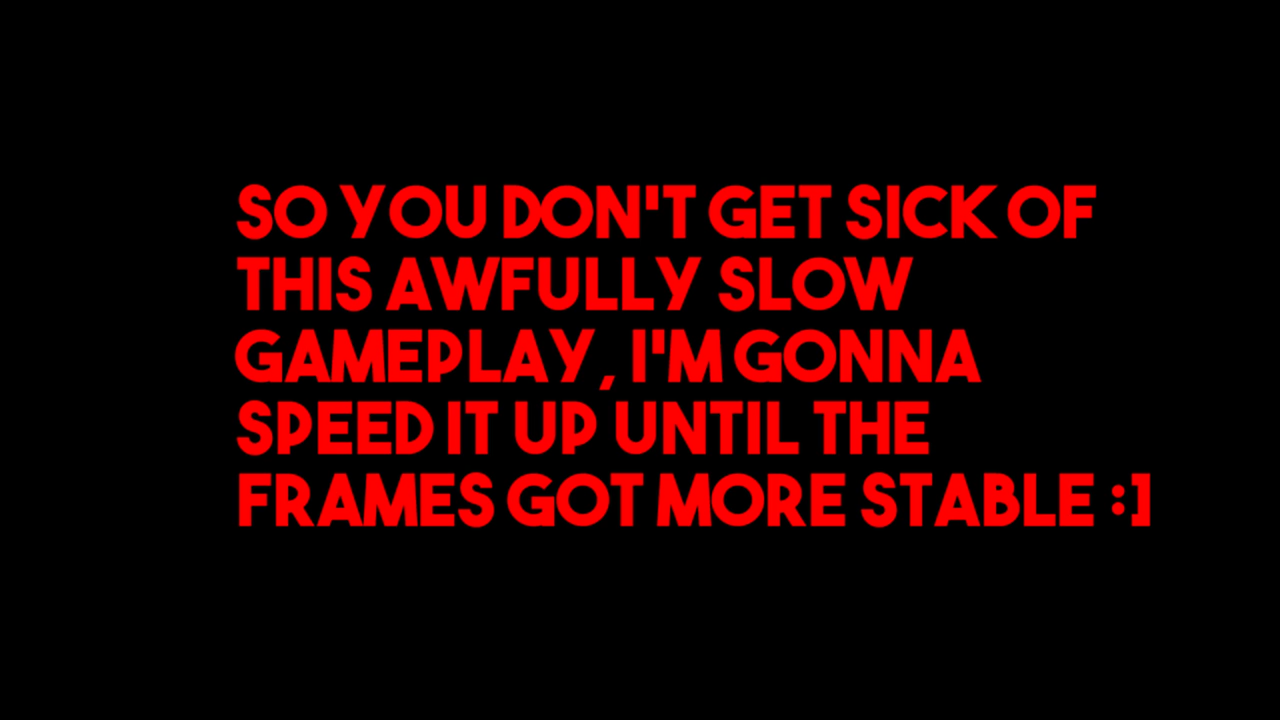 SO YOU DON'T GET SICK OF
THIS AWFULLY SLOW
GAMEPLAY, I'M GONNA
SPEED IT UP UNTIL THE
FRAMES GOT MORE STABLE :]